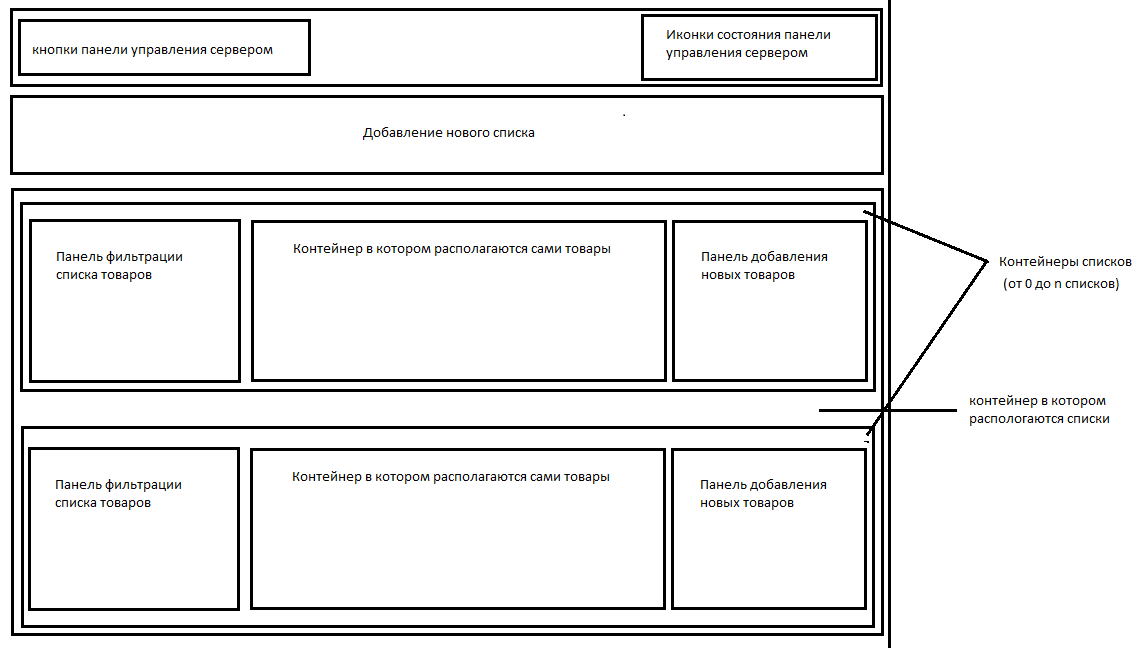 кнопки панели управления сервером
Иконки состояния панели
управления сервером
Добавление нового списка
Панель фильтрации
списка товаров
Контейнер в котором располагаются сами товары
Панель добавления
новых товаров
Контейнеры списков
(от 0 до n списков)
контейнер в котором
распологаются списки
Панель фильтрации
списка товаров
Контейнер в котором располагаются сами товары
Панель добавления
новых товаров